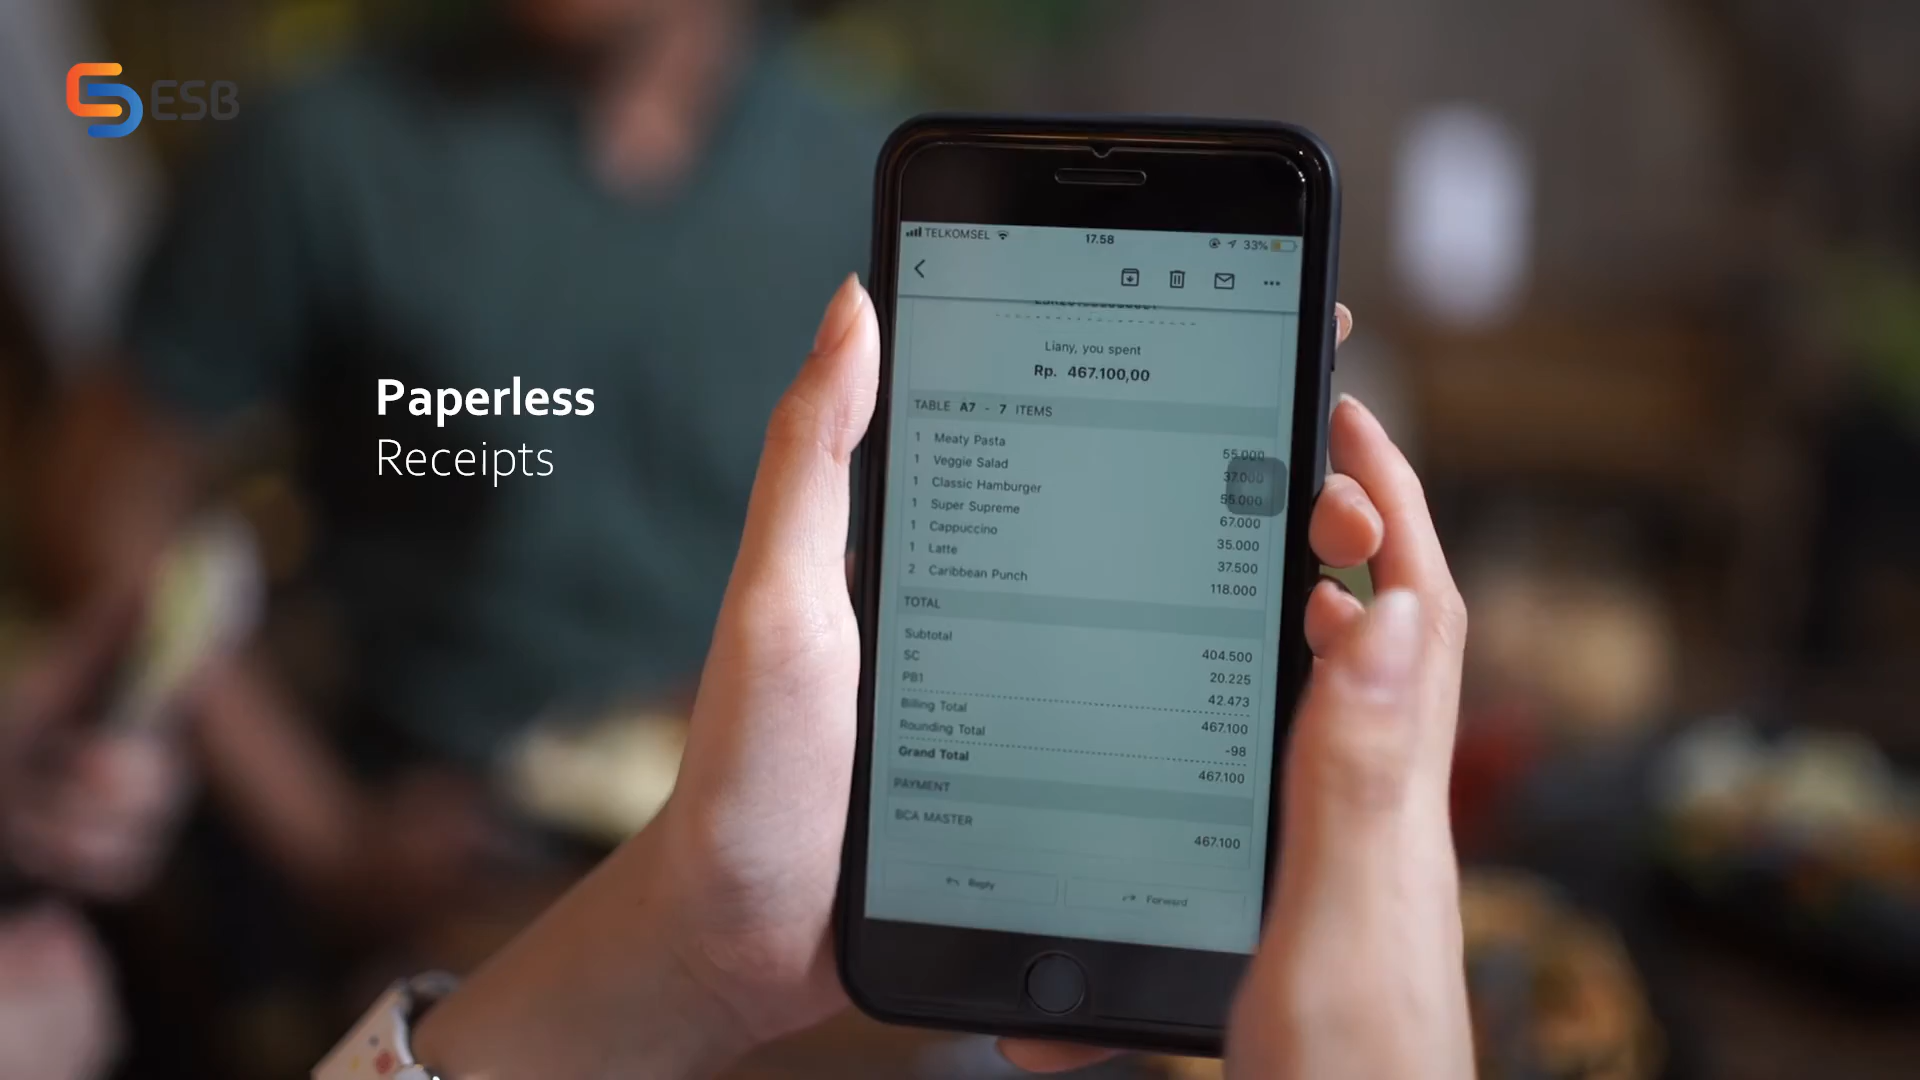 ESB
Paperless
Receipts
TELKOMSEL 17.58 33%
Liany, you spent
Rp. 467.100,00
TABLE A7 - 7 ITEMS
1 Meaty Pasta 55.000
1 Veggie Salad 37.000
1 Classic Hamburger 55.000
1 Super Supreme 67.000
1 Cappuccino 35.000
1 Latte 37.500
2 Caribbean Punch 118.000
TOTAL
Subtotal 404.500
SC 20.225
PB1 42.473
Billing Total 467.100
Rounding Total -98
Grand Total 467.100
PAYMENT
BCA MASTER 467.100
Reply Forward